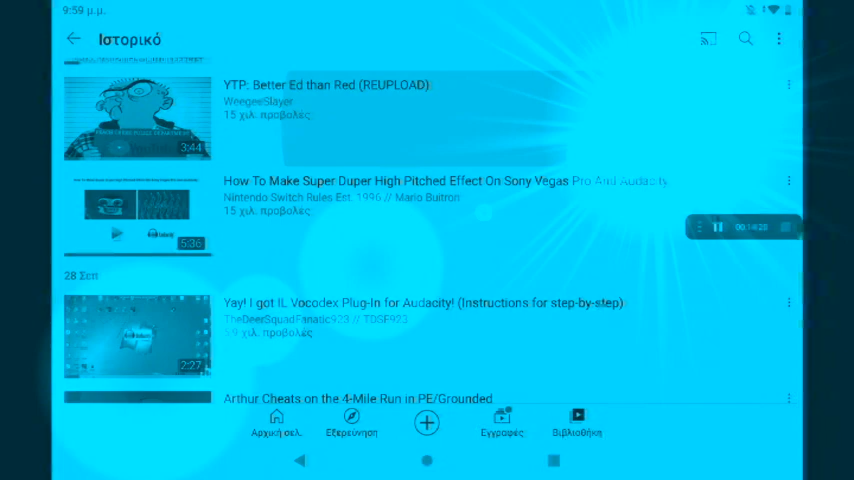 9:59 μ.μ.
Ιστορικό
YTP: Better Ed than Red (REUPLOAD)
WeegeeSlayer
15 χιλ. προβολές
3:44
How To Make Super Duper High Pitched Effect On Sony Vegas Pro And Audacity
Nintendo Switch Rules Est. 1996 // Mario Buitron
15 χιλ. προβολές
5:36
00:14:20
28 Σεπ
Yay! I got IL Vocodex Plug-In for Audacity! (Instructions for step-by-step)
TheDeerSquadFanatic923 // TDSF923
προβολές
2:27
Arthur Cheats on the 4-Mile Run in PE/Grounded
Αρχική σελ.
Εξερεύνηση
Εγγραφές
Βιβλιοθήκη